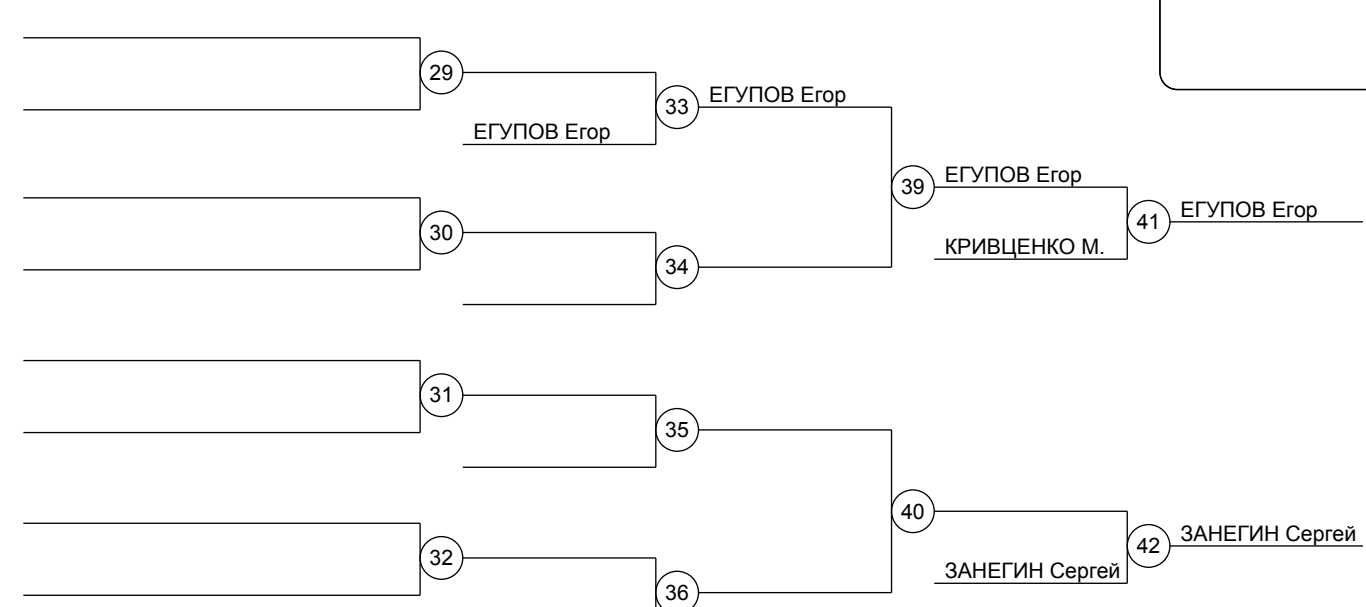 29
33 ЕГУПОВ Егор
ЕГУПОВ Егор
39 ЕГУПОВ Егор
41 ЕГУПОВ Егор
30
КРИВЦЕНКО М.
34
31
35
40
42 ЗАНЕГИН Сергей
32
ЗАНЕГИН Сергей
36